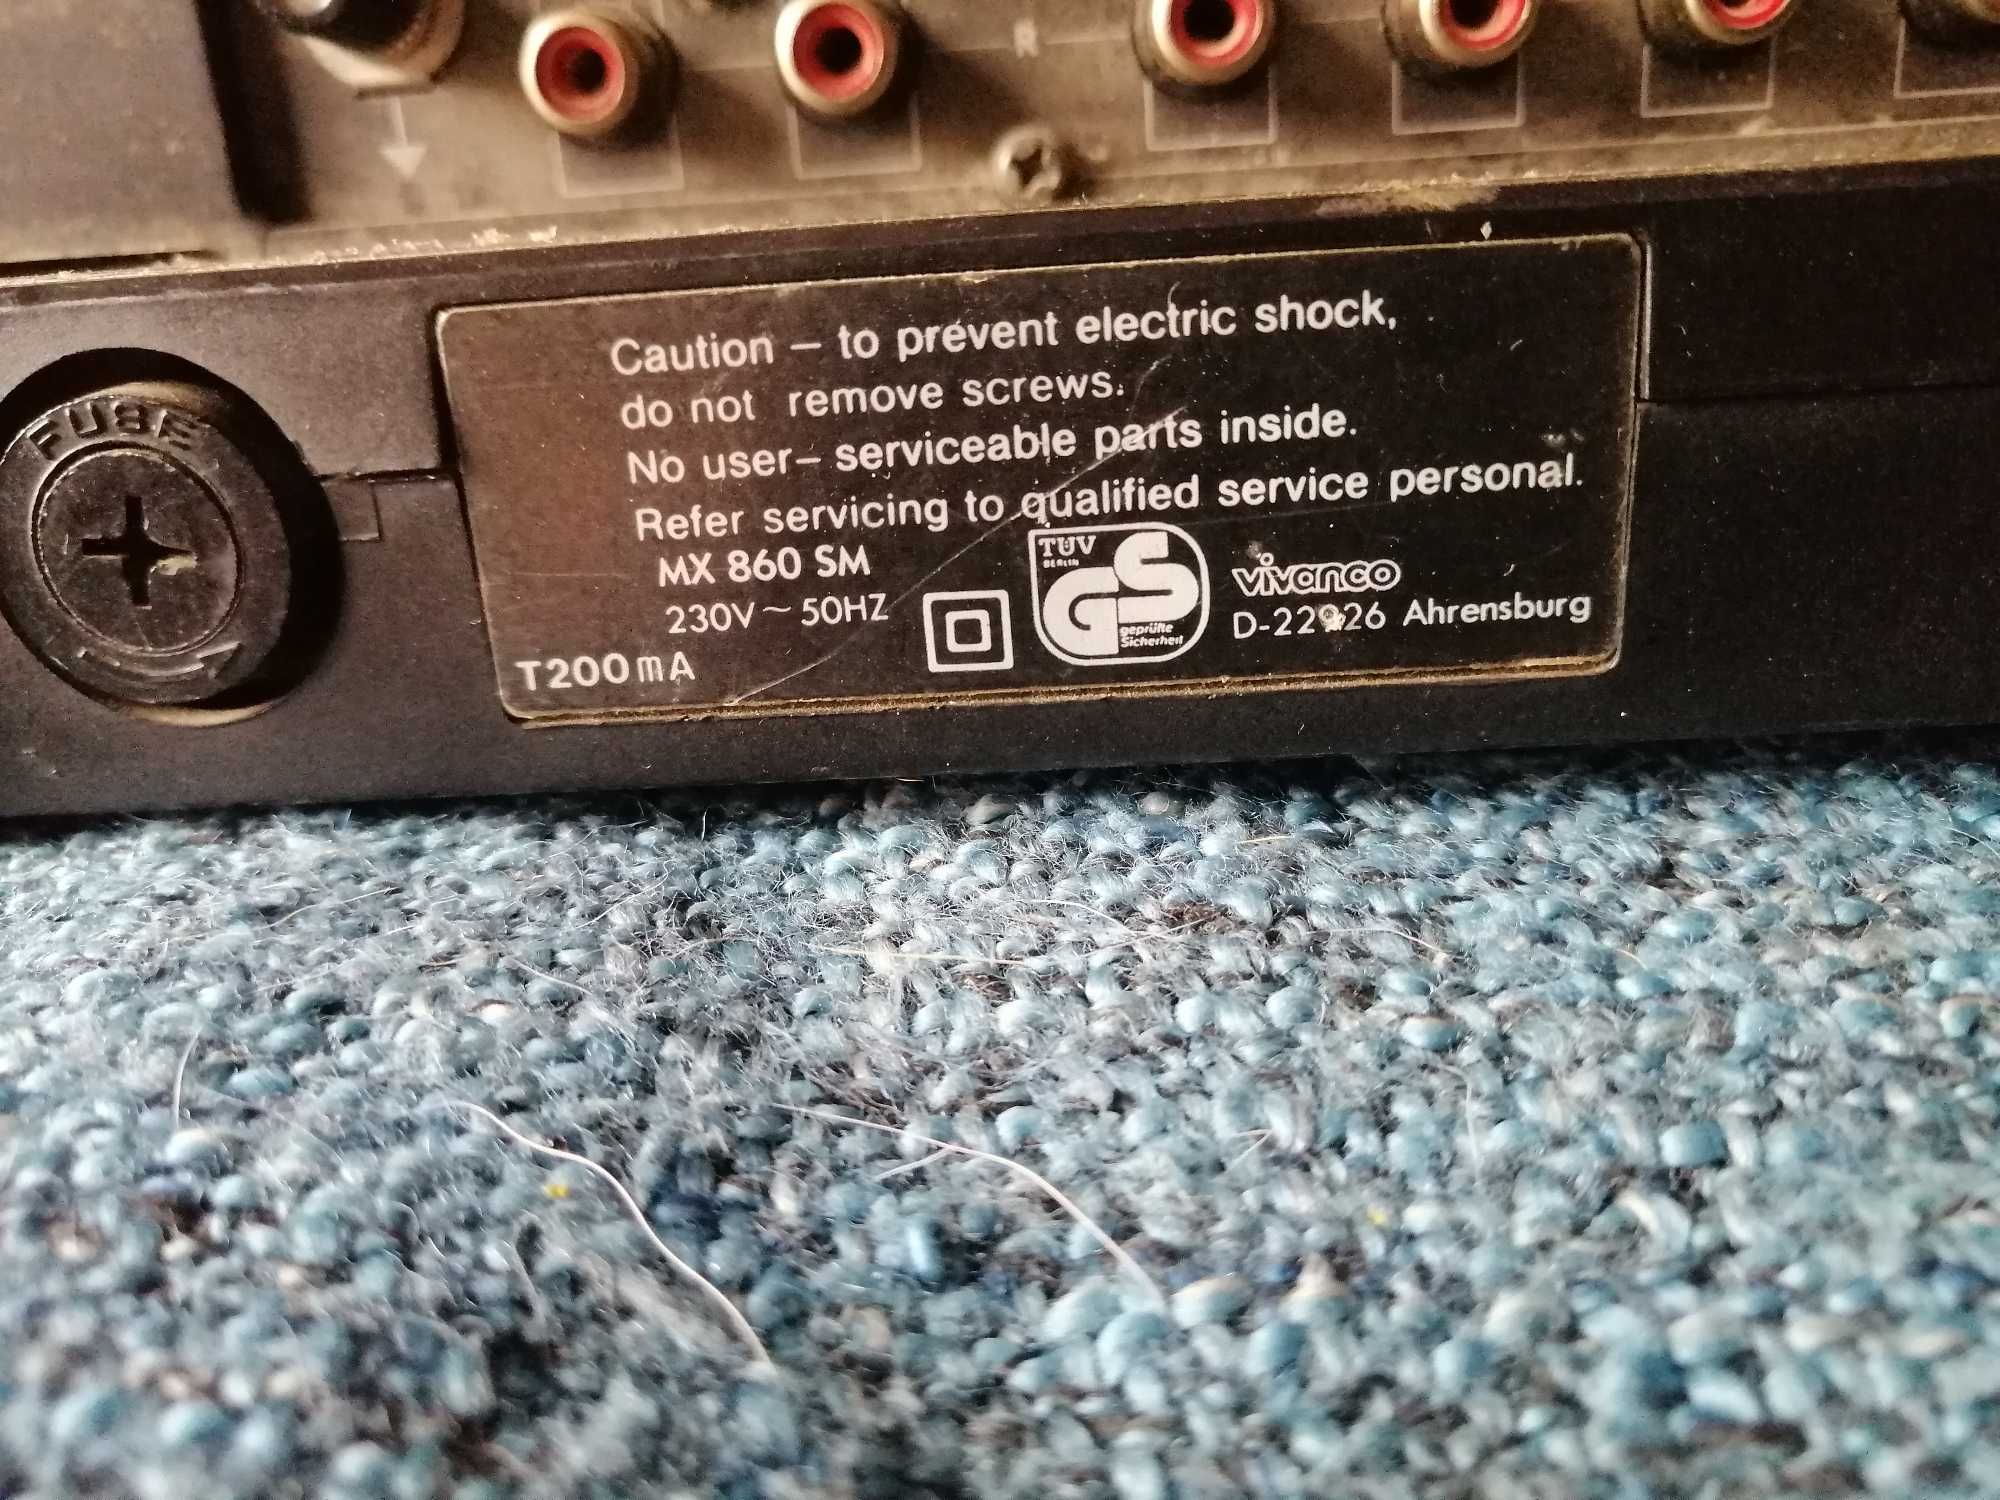 R
FUSE
Caution – to prevent electric shock,
do not remove screws.
No user– serviceable parts inside.
Refer servicing to qualified service personal.
MX 860 SM
230V ~ 50HZ
T200mA
TÜV
BERLIN
GS
geprüfte
Sicherheit
vivanco
D-22926 Ahrensburg